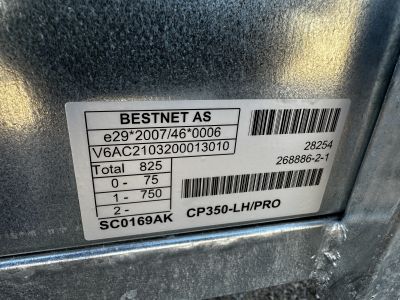 BESTNET AS
e29*2007/46*0006
V6AC2103200013010
Total 825
0 - 75
1 - 750
2 -
SC0169AK
28254
268886-2-1
CP350-LH/PRO